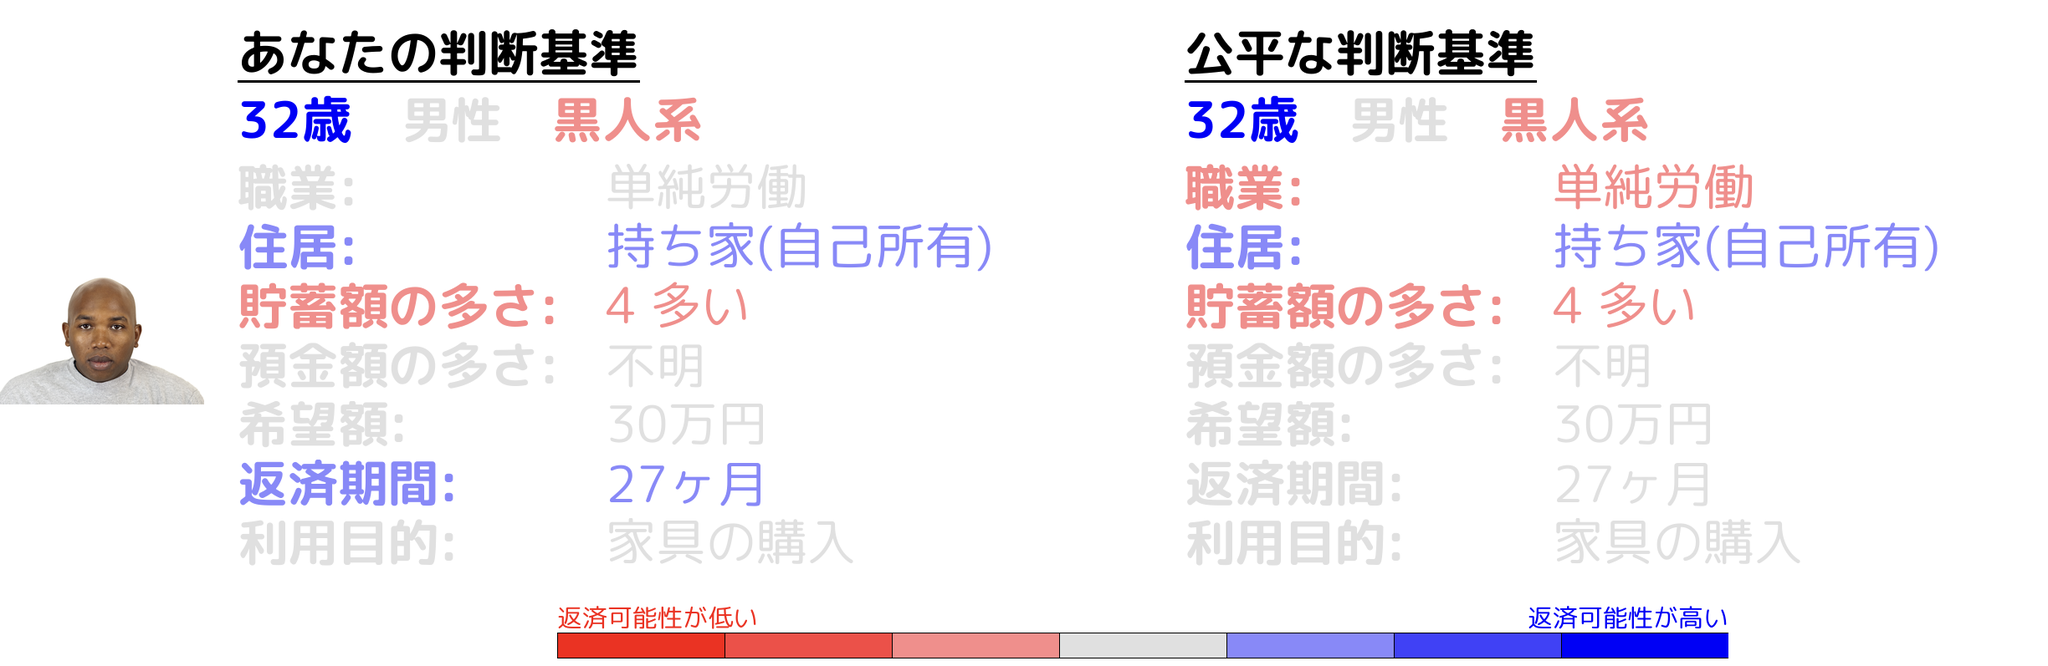 あなたの判断基準
32歳 男性 黒人系
職業: 単純労働
住居: 持ち家(自己所有)
貯蓄額の多さ: 4 多い
預金額の多さ: 不明
希望額: 30万円
返済期間: 27ヶ月
利用目的: 家具の購入
公平な判断基準
32歳 男性 黒人系
職業: 単純労働
住居: 持ち家(自己所有)
貯蓄額の多さ: 4 多い
預金額の多さ: 不明
希望額: 30万円
返済期間: 27ヶ月
利用目的: 家具の購入
返済可能性が低い
返済可能性が高い